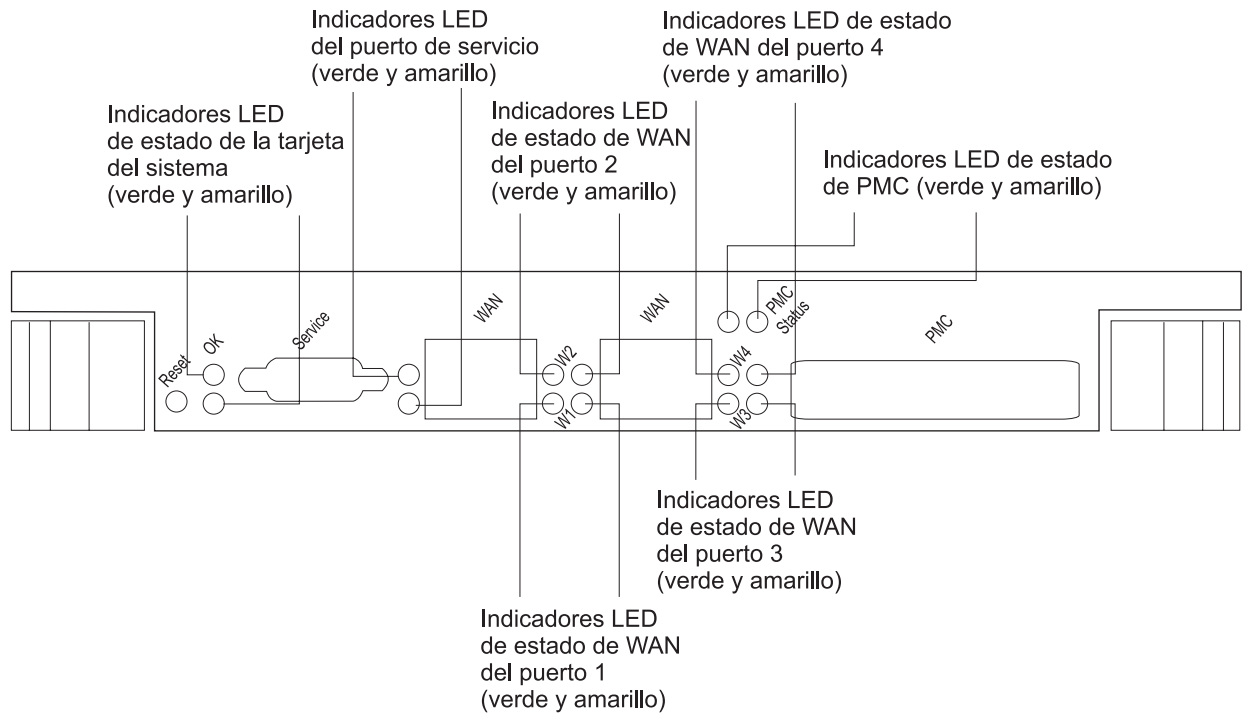 Indicadores LED
del puerto de servicio
(verde y amarillo)
Indicadores LED de estado
de WAN del puerto 4
(verde y amarillo)
Indicadores LED
de estado de la tarjeta
del sistema
(verde y amarillo)
Indicadores LED
de estado de WAN
del puerto 2
(verde y amarillo)
Indicadores LED de estado
de PMC (verde y amarillo)
Reset
OK
Service
WAN
W2
W1
WAN
W4
W3
PMC
Status
PMC
Indicadores LED
de estado de WAN
del puerto 3
(verde y amarillo)
Indicadores LED
de estado de WAN
del puerto 1
(verde y amarillo)